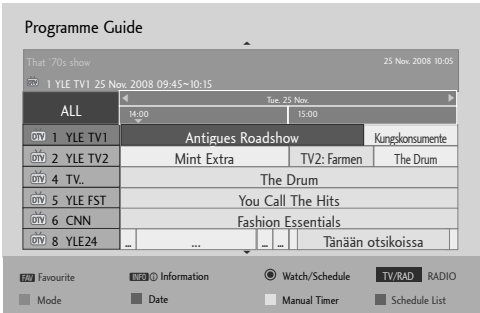 Programme Guide
That '70s show 25 Nov. 2008 10:05
DTV 1 YLE TV1 25 Nov. 2008 09:45~10:15
ALL Tue. 25 Nov.
14:00 15:00
DTV 1 YLE TV1 Antigues Roadshow Kungskonsumente
DTV 2 YLE TV2 Mint Extra TV2: Farmen The Drum
DTV 4 TV.. The Drum
DTV 5 YLE FST You Call The Hits
DTV 6 CNN Fashion Essentials
DTV 8 YLE24 ... ... ... ... Tänään otsikoissa
FAV Favourite INFO i Information Watch/Schedule TV/RAD RADIO
Mode Date Manual Timer Schedule List